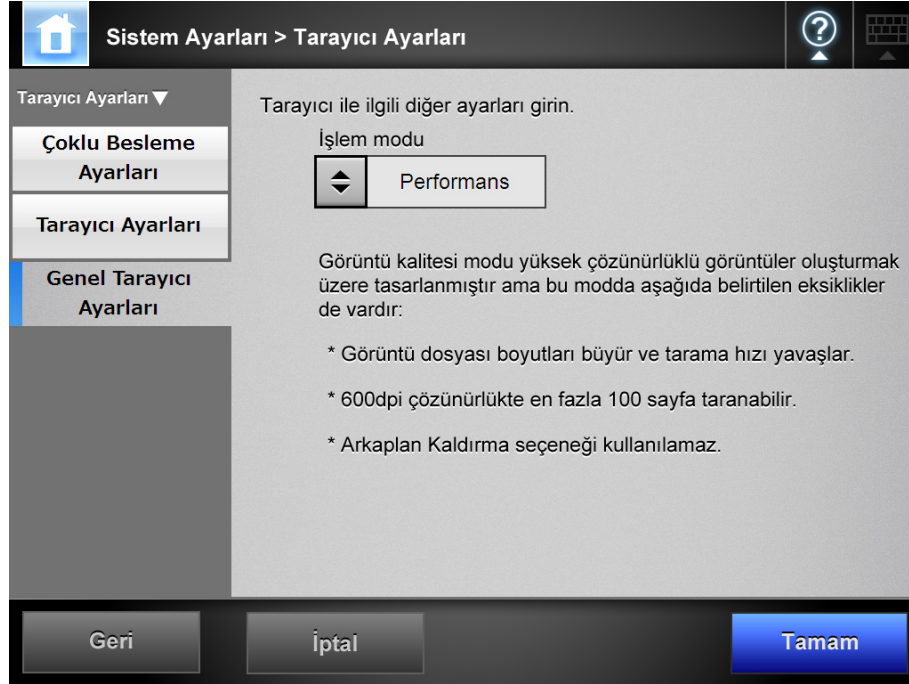 Sistem Ayarları > Tarayıcı Ayarları
Tarayıcı Ayarları ▼
Çoklu Besleme
Ayarları
Tarayıcı Ayarları
Genel Tarayıcı
Ayarları
Tarayıcı ile ilgili diğer ayarları girin.
İşlem modu
Performans
Görüntü kalitesi modu yüksek çözünürlüklü görüntüler oluşturmak
üzere tasarlanmıştır ama bu modda aşağıda belirtilen eksiklikler
de vardır:
* Görüntü dosyası boyutları büyür ve tarama hızı yavaşlar.
* 600dpi çözünürlükte en fazla 100 sayfa taranabilir.
* Arkaplan Kaldırma seçeneği kullanılamaz.
Geri
İptal
Tamam